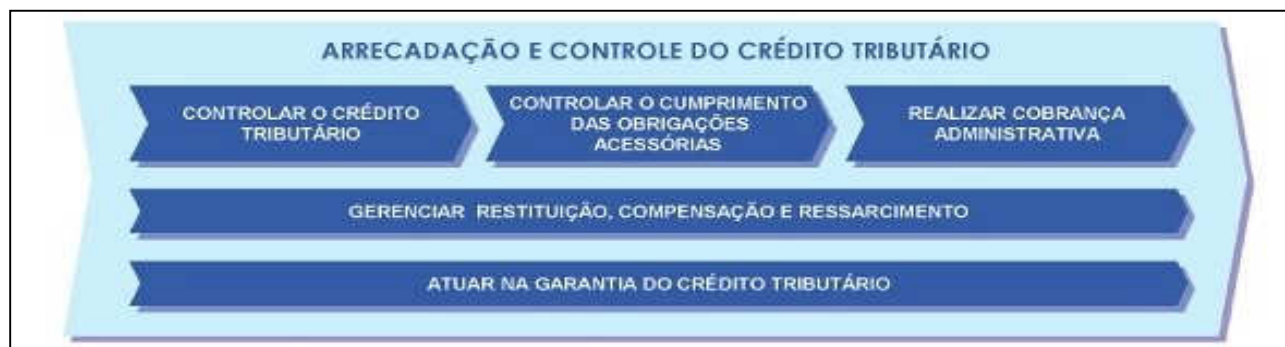 ARRECADAÇÃO E CONTROLE DO CRÉDITO TRIBUTÁRIO
CONTROLAR O CRÉDITO
TRIBUTÁRIO
CONTROLAR O CUMPRIMENTO
DAS OBRIGAÇÕES
ACESSÓRIAS
REALIZAR COBRANÇA
ADMINISTRATIVA
GERENCIAR RESTITUIÇÃO, COMPENSAÇÃO E RESSARCIMENTO
ATUAR NA GARANTIA DO CRÉDITO TRIBUTÁRIO